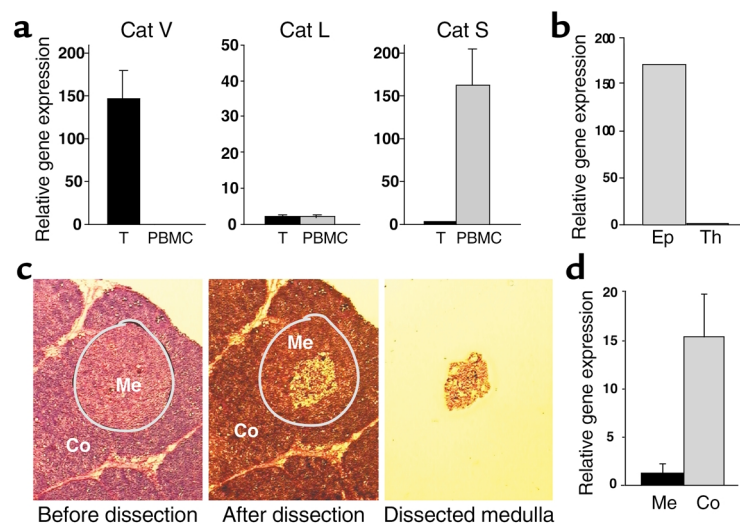 a
Cat V
Cat L
Cat S
Relative gene expression
200
150
100
50
0
T PBMC
50
40
30
20
10
0
T PBMC
200
150
100
50
0
T PBMC
b
Relative gene expression
200
150
100
50
0
Ep Th
c
Me
Co
Before dissection
Me
Co
After dissection
Dissected medulla
d
Relative gene expression
20
15
10
5
0
Me Co